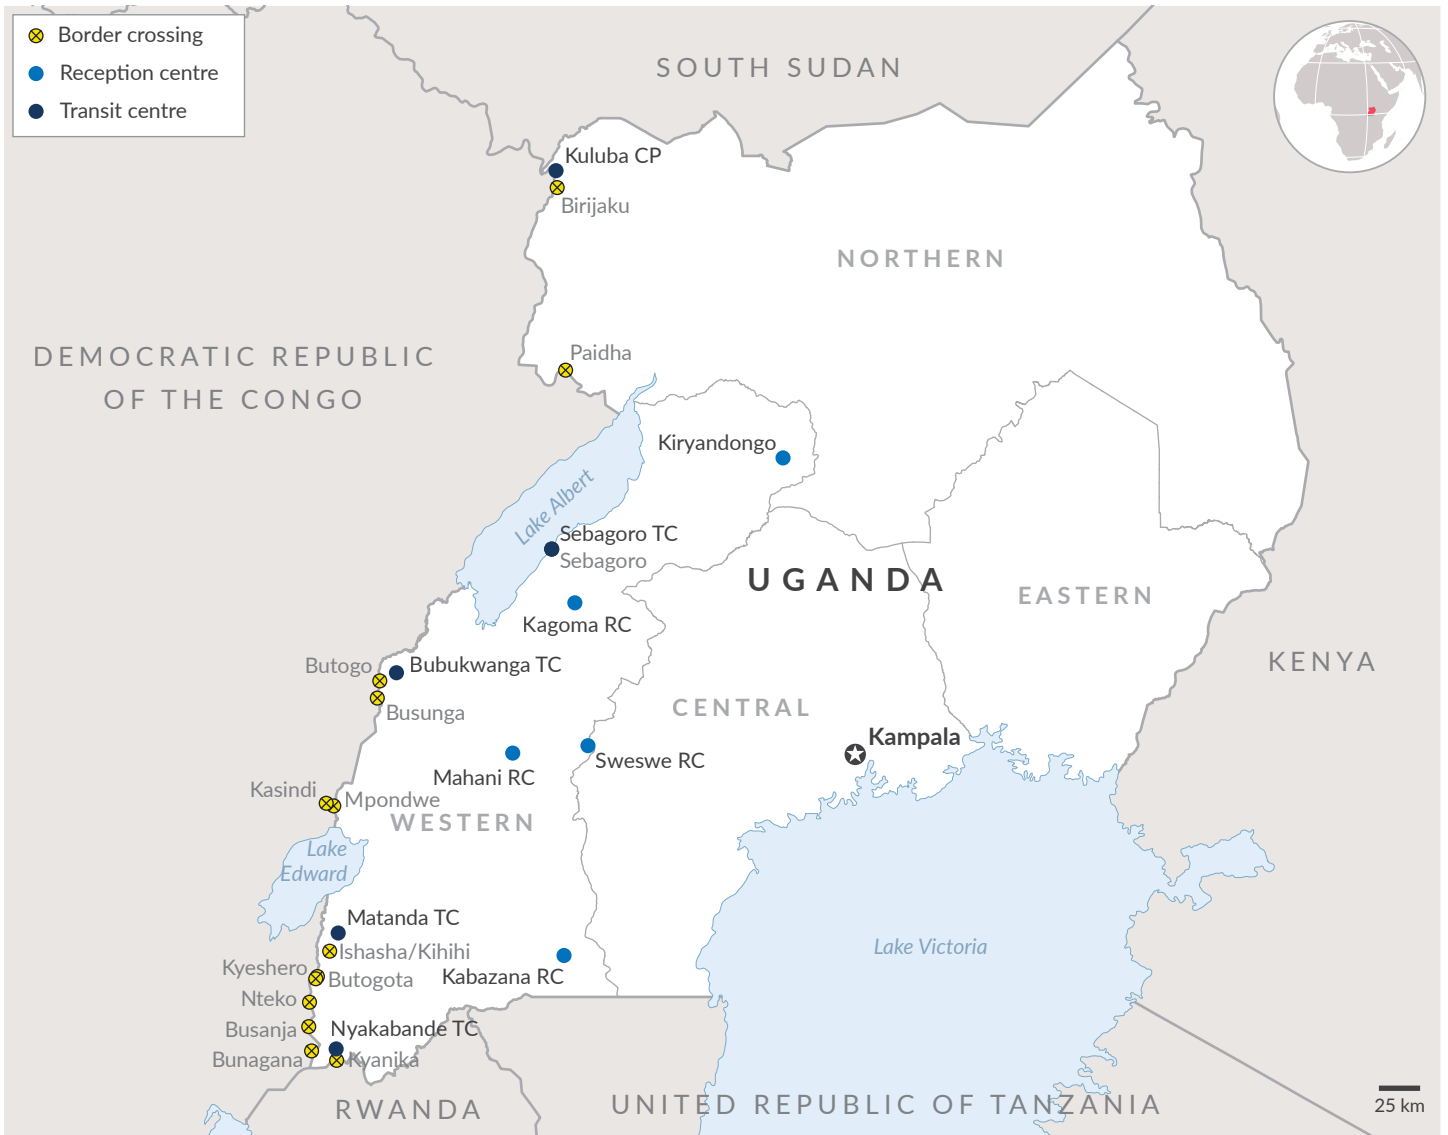 Border crossing
Reception centre
Transit centre
SOUTH SUDAN
Kuluba CP
Birijaku
NORTHERN
DEMOCRATIC REPUBLIC
OF THE CONGO
Paidha
Kiryandongo
Lake Albert
Sebagoro TC
Sebagoro
UGANDA
EASTERN
Kagoma RC
Butogo
Bubukwanga TC
KENYA
Busunga
CENTRAL
Kampala
Sweswe RC
Mahani RC
Kasindi
Mpondwe
WESTERN
Lake
Edward
Matanda TC
Ishasha/Kihihi
Lake Victoria
Kyeshero
Butogota
Kabazana RC
Nteko
Busanja
Nyakabande TC
Bunagana
Kyanika
RWANDA
UNITED REPUBLIC OF TANZANIA
25 km